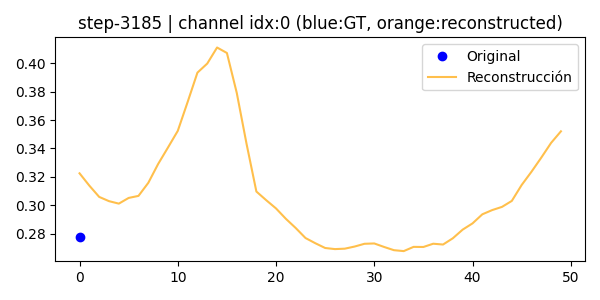 step-3185 | channel idx:0 (blue:GT, orange:reconstructed)
Original
Reconstrucción
0.40
0.38
0.36
0.34
0.32
0.30
0.28
0 10 20 30 40 50